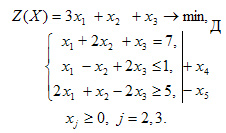 Z(X) = 3x₁ + x₂ + x₃ → min, Д
x₁ + 2x₂ + x₃ = 7,
x₁ − x₂ + 2x₃ ≤ 1, + x₄
2x₁ + x₂ − 2x₃ ≥ 5, − x₅
xⱼ ≥ 0, j = 2,3.